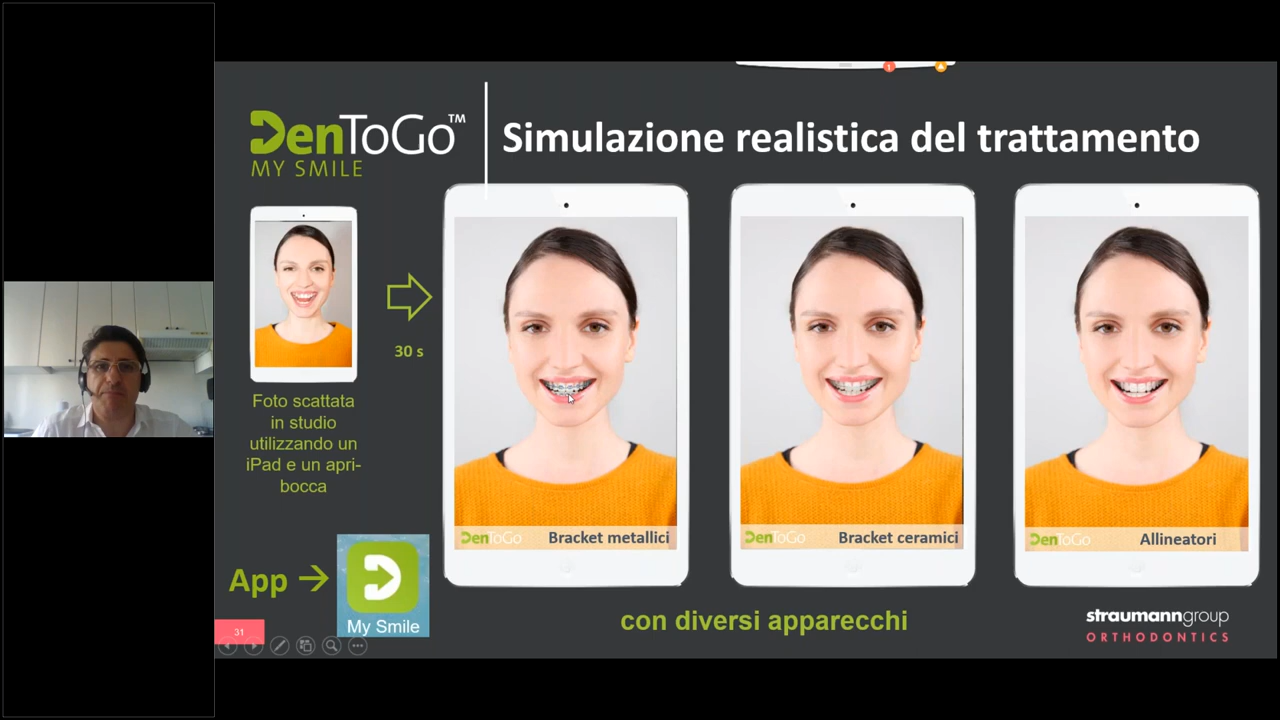 DenToGo™
MY SMILE
Simulazione realistica del trattamento
1
30 s
Foto scattata
in studio
utilizzando un
iPad e un apri-
bocca
DenToGo Bracket metallici
DenToGo Bracket ceramici
DenToGo Allineatori
App →
My Smile
con diversi apparecchi
straumanngroup
ORTHODONTICS
31